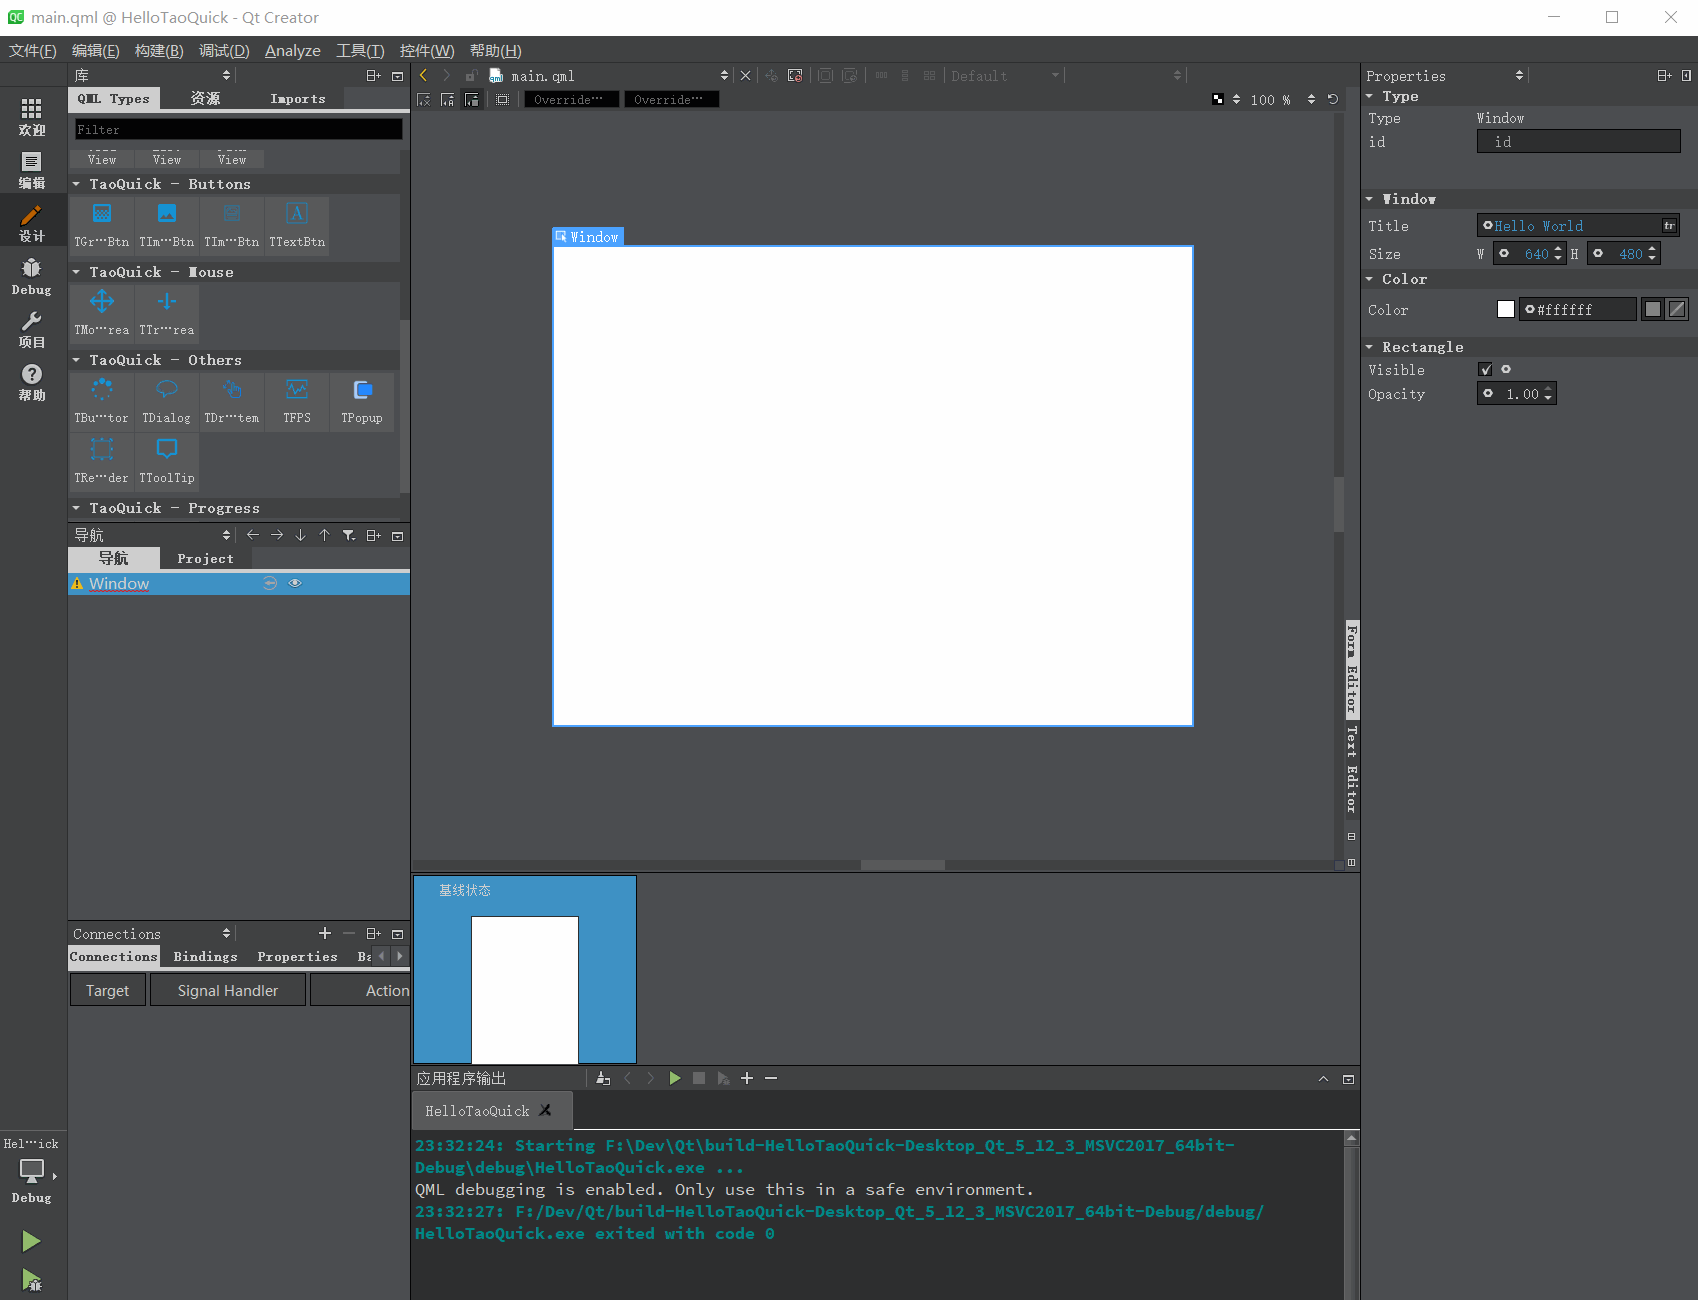 main.qml @ HelloTaoQuick - Qt Creator
文件(F) 编辑(E) 构建(B) 调试(D) Analyze 工具(T) 控件(W) 帮助(H)
库
QML Types 资源 Imports
Filter
View View View
TaoQuick - Buttons
TGr···Btn TIm···Btn TIm···Btn TTextBtn
TaoQuick - Mouse
TMo···rea TTr···rea
TaoQuick - Others
TBu···tor TDialog TDr···tem TFPS TPopup
TRe···der TToolTip
TaoQuick - Progress
导航
导航 Project
Window
Connections
Connections Bindings Properties Ba
Target Signal Handler Action
欢迎
编辑
设计
Debug
项目
帮助
Hel···ick
Debug
main.qml
Default
Override··· Override···
100 %
Window
Form Editor
Text Editor
基线状态
应用程序输出
HelloTaoQuick
23:32:24: Starting F:\Dev\Qt\build-HelloTaoQuick-Desktop_Qt_5_12_3_MSVC2017_64bit-
Debug\debug\HelloTaoQuick.exe ...
QML debugging is enabled. Only use this in a safe environment.
23:32:27: F:/Dev/Qt/build-HelloTaoQuick-Desktop_Qt_5_12_3_MSVC2017_64bit-Debug/debug/
HelloTaoQuick.exe exited with code 0
Properties
Type
Type Window
id id
Window
Title Hello World tr
Size W 640 H 480
Color
Color #ffffff
Rectangle
Visible
Opacity 1.00